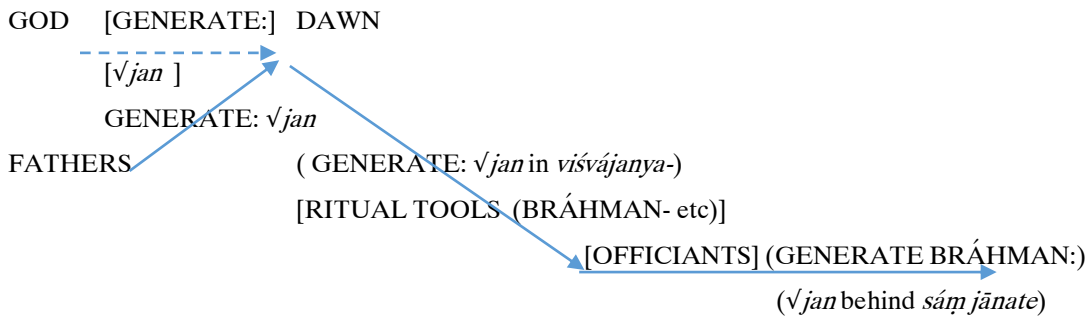 GOD [GENERATE:] DAWN
[√jan ]
GENERATE: √jan
FATHERS ( GENERATE: √jan in viśvájanya-)
[RITUAL TOOLS (BRÁHMAN- etc)]
[OFFICIANTS] (GENERATE BRÁHMAN:)
(√jan behind sáṃ jānate)